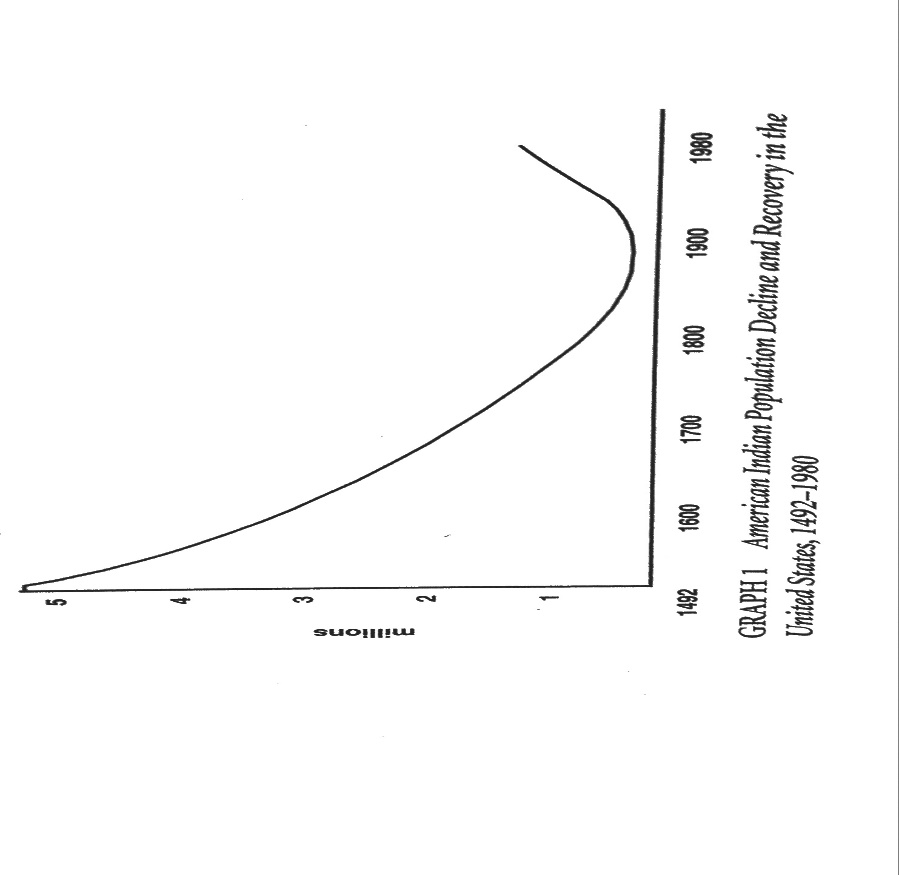 5
4
3
2
1
millions
1492 1600 1700 1800 1900 1980
GRAPH 1 American Indian Population Decline and Recovery in the
United States, 1492–1980